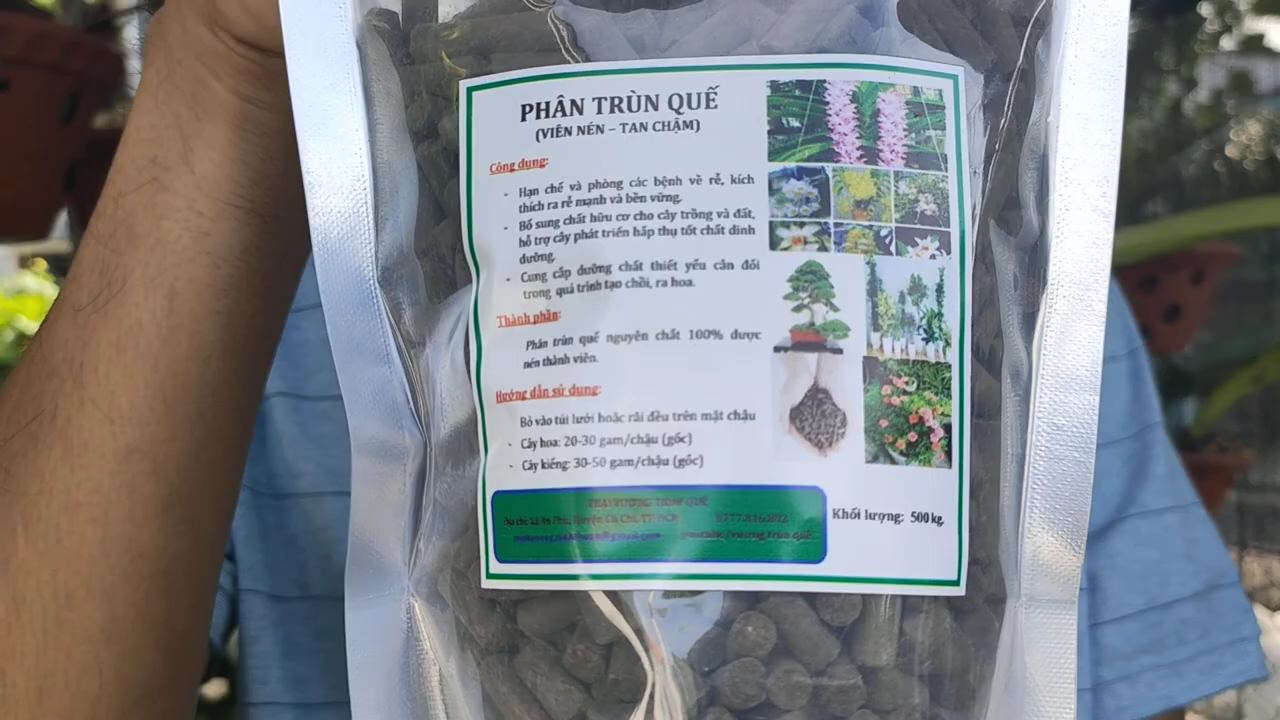 PHÂN TRÙN QUẾ
(VIÊN NÉN – TAN CHẬM)
Công dụng:
- Hạn chế và phòng các bệnh về rễ, kích
thích ra rễ mạnh và bền vững.
- Bổ sung chất hữu cơ cho cây trồng và đất,
hỗ trợ cây phát triển hấp thụ tốt chất dinh
dưỡng.
- Cung cấp dưỡng chất thiết yếu cân đối
trong quá trình tạo chồi, ra hoa.
Thành phần:
Phân trùn quế nguyên chất 100% được
nén thành viên.
Hướng dẫn sử dụng:
Bỏ vào túi lưới hoặc rải đều trên mặt chậu
- Cây hoa: 20-30 gam/chậu (gốc)
- Cây kiểng: 30-50 gam/chậu (gốc)
TRÙN QUẾ
Khối lượng: 500 kg.